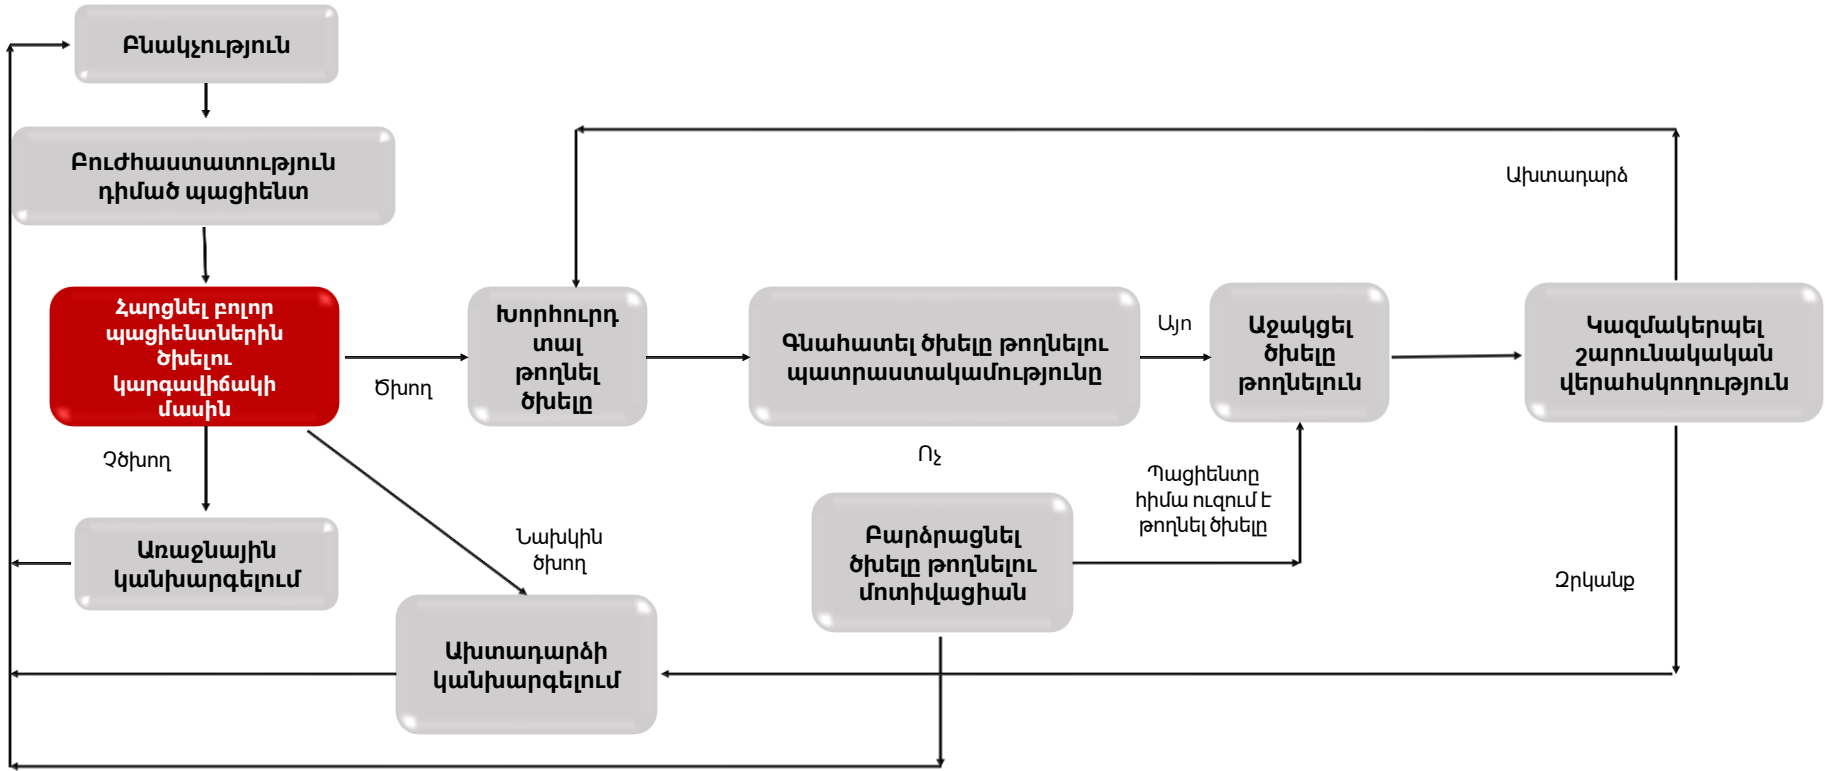 Բնակչություն
Բուժհաստատություն
դիմած պացիենտ
Ախտադարձ
Հարցնել բոլոր
պացիենտներին
ծխելու
կարգավիճակի
մասին
Ծխող
Խորհուրդ
տալ
թողնել
ծխելը
Գնահատել ծխելը թողնելու
պատրաստակամությունը
Այո
Աջակցել
ծխելը
թողնելուն
Կազմակերպել
շարունակական
վերահսկողություն
Չծխող
Ոչ
Պացիենտը
հիմա ուզում է
թողնել ծխելը
Առաջնային
կանխարգելում
Նախկին
ծխող
Բարձրացնել
ծխելը թողնելու
մոտիվացիան
Զրկանք
Ախտադարձի
կանխարգելում